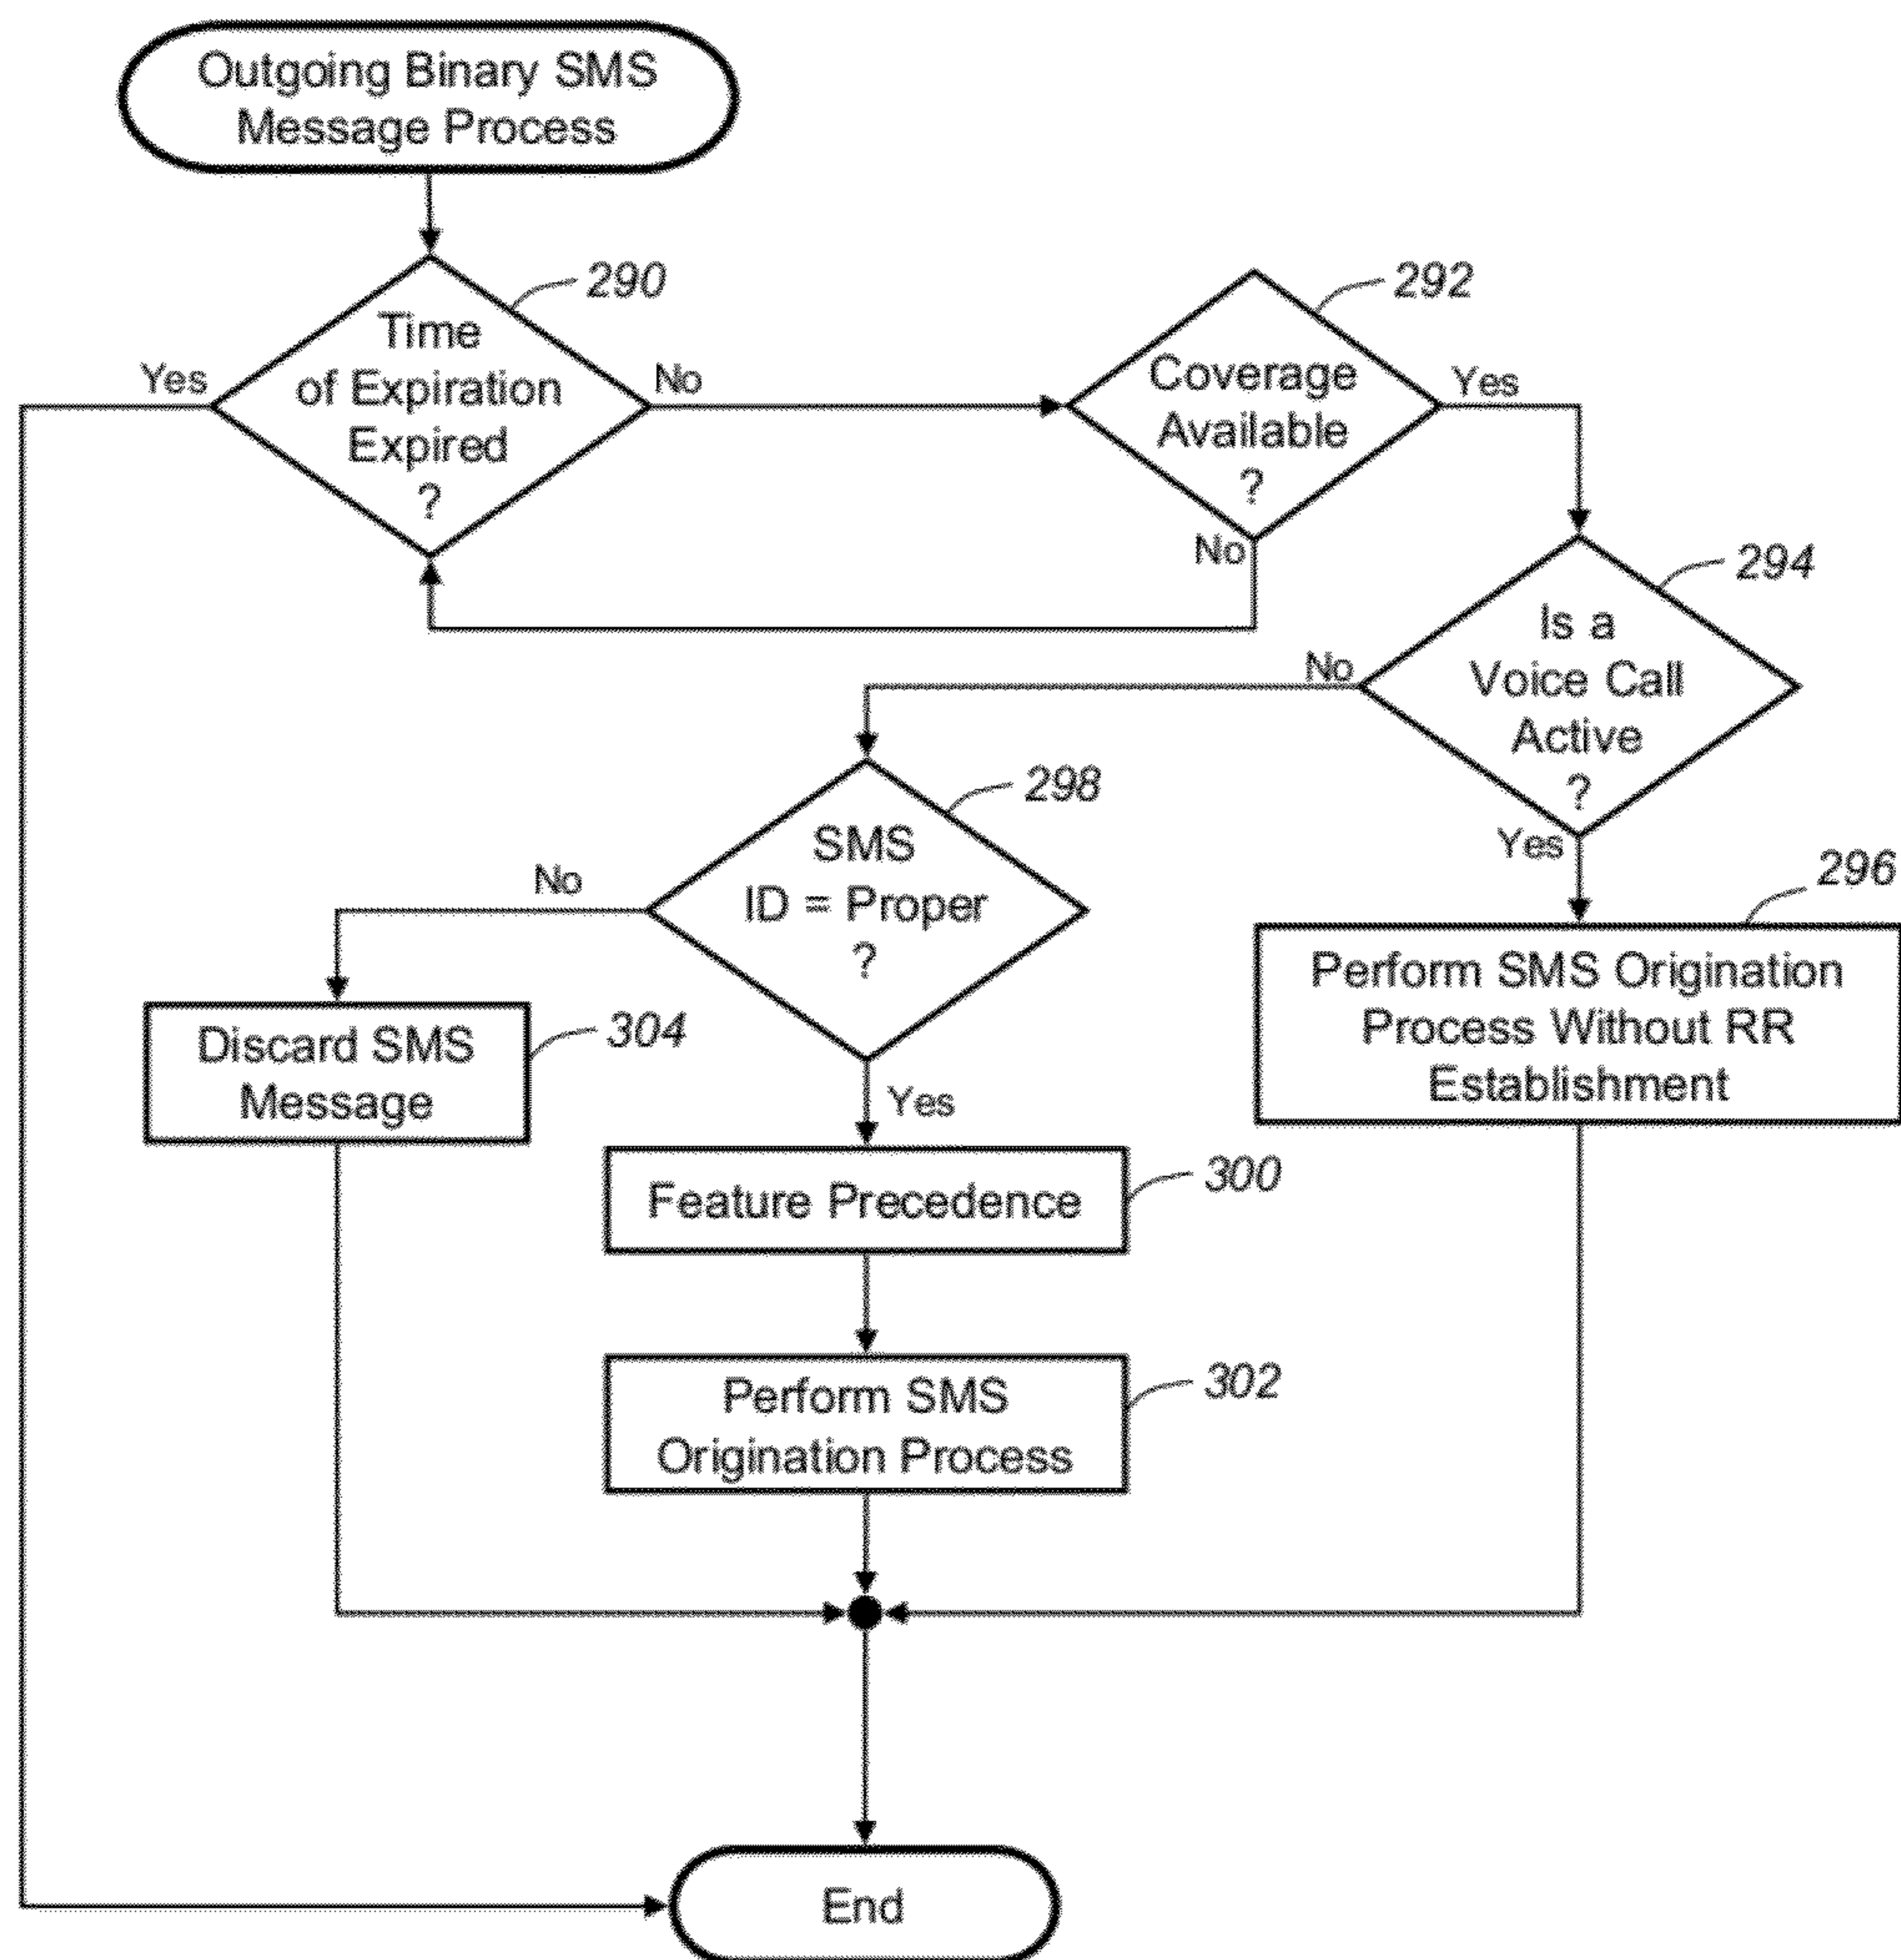 Outgoing Binary SMS
Message Process
290
Time
of Expiration
Expired
?
Yes
No
292
Coverage
Available
?
Yes
No
294
Is a
Voice Call
Active
?
No
Yes
298
SMS
ID = Proper
?
No
Yes
296
Perform SMS Origination
Process Without RR
Establishment
Discard SMS
Message
304
Feature Precedence
300
Perform SMS
Origination Process
302
End